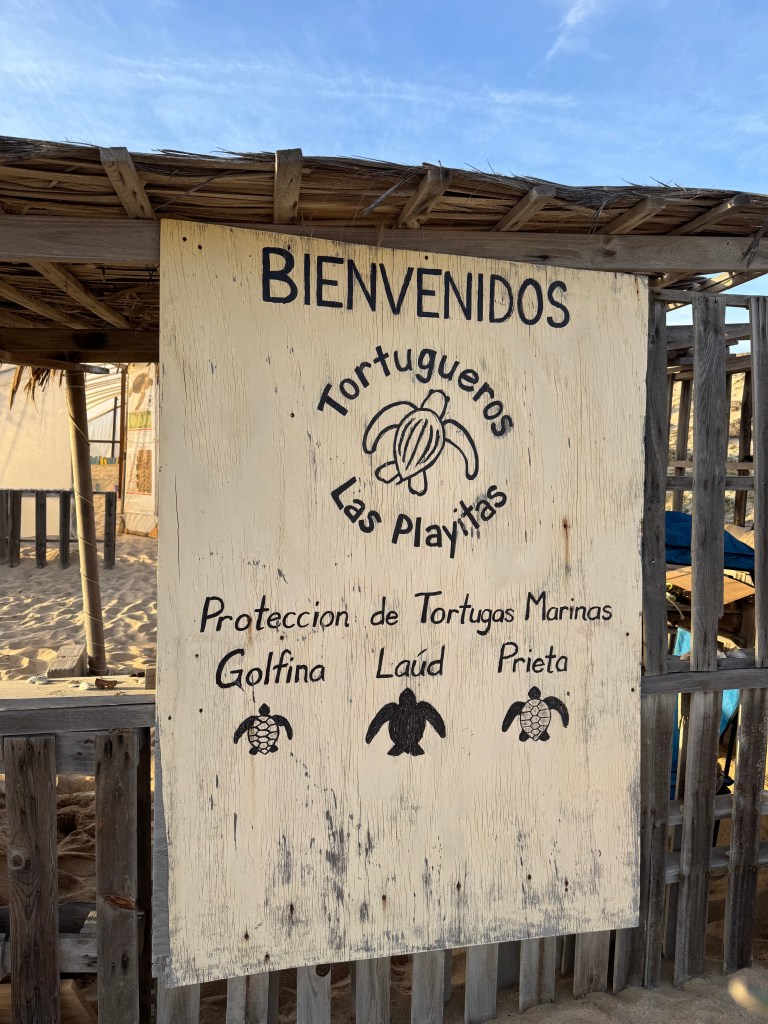 BIENVENIDOS
Tortugueros
Las Playitas
Proteccion de Tortugas Marinas
Golfina Laúd Prieta